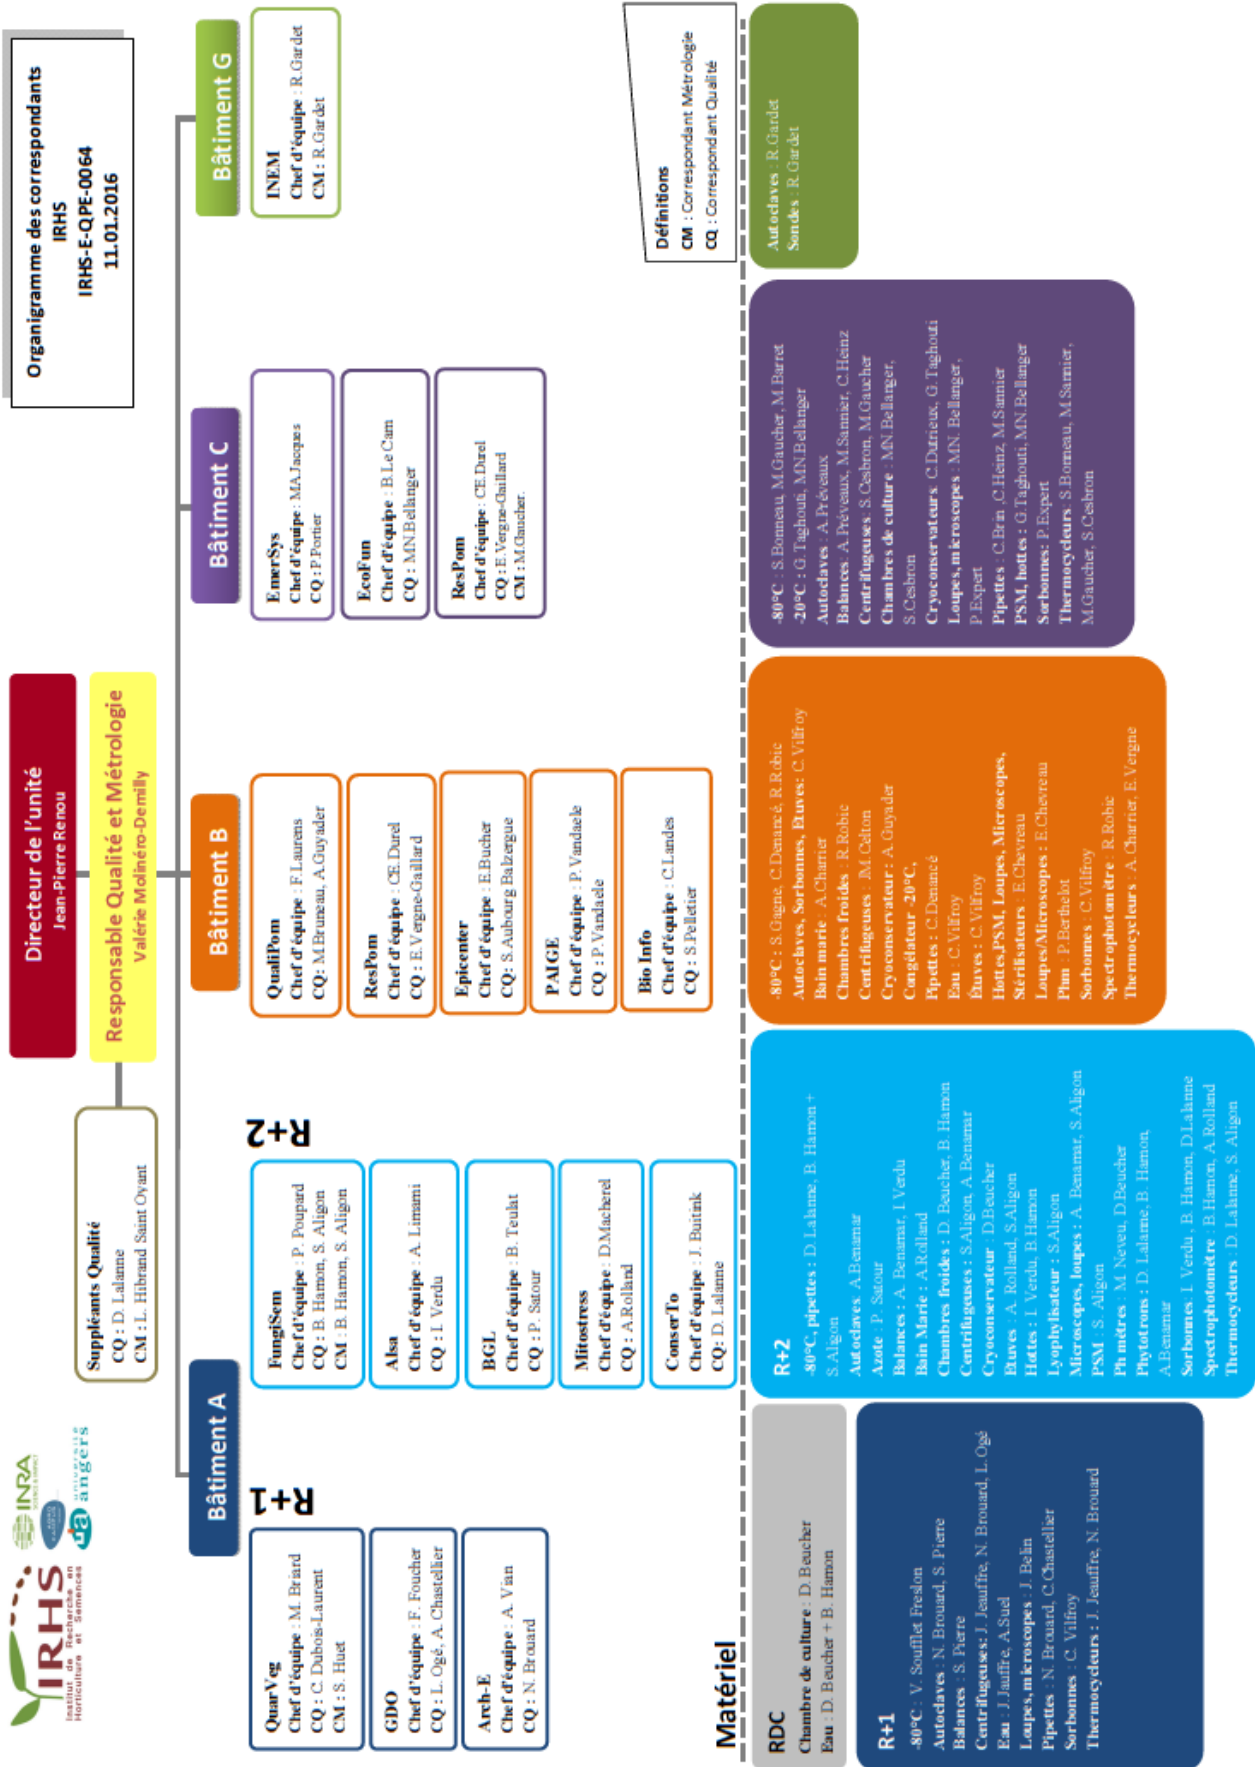 IRHS
Institut de Recherche en
Horticulture et Semences
INRA
SCIENCE & IMPACT
université
angers
Organigramme des correspondants
IRHS
IRHS-E-QPE-0064
11.01.2016
Directeur de l'unité
Jean-Pierre Renou
Responsable Qualité et Métrologie
Valérie Molinéro-Demilly
Suppléants Qualité
CQ : D. Lalanne
CM : L. Hibrand Saint Oyant
Bâtiment A
R+1
QuarVeg
Chef d'équipe : M. Briard
CQ : C. Dubois-Laurent
CM : S. Huet
GDO
Chef d'équipe : F. Foucher
CQ : L. Ogé, A. Chastellier
Arch-E
Chef d'équipe : A. Vian
CQ : N. Brouard
R+2
FungiSem
Chef d'équipe : P. Poupard
CQ : B. Hamon, S. Aligon
CM : B. Hamon, S. Aligon
Alsa
Chef d'équipe : A. Limami
CQ : I. Verdu
BGL
Chef d'équipe : B. Teulat
CQ : P. Satour
Mitostress
Chef d'équipe : D.Macherel
CQ : A.Rolland
ConserTo
Chef d'équipe : J. Buitink
CQ: D. Lalanne
Bâtiment B
QualiPom
Chef d'équipe : F.Laurens
CQ: M.Bruneau, A.Guyader
ResPom
Chef d'équipe : CE.Durel
CQ : E.Vergne-Gaillard
Epicenter
Chef d'équipe : E.Bucher
CQ: S.Aubourg Balzergue
PAIGE
Chef d'équipe : P. Vandaele
CQ : P.Vandaele
Bio Info
Chef d'équipe : C.Landes
CQ : S.Pelletier
Bâtiment C
EmerSys
Chef d'équipe : MA.Jacques
CQ : P.Portier
EcoFun
Chef d'équipe : B.Le Cam
CQ : MN.Bellanger
ResPom
Chef d'équipe : CE.Durel
CQ : E.Vergne-Gaillard
CM : M.Gaucher.
Bâtiment G
INEM
Chef d'équipe : R.Gardet
CM : R.Gardet
Définitions
CM : Correspondant Métrologie
CQ : Correspondant Qualité
Matériel
RDC
Chambre de culture : D. Beucher
Eau : D. Beucher + B. Hamon
R+1
-80°C : V. Soufflet Freslon
Autoclaves : N. Brouard, S. Pierre
Balances : S. Pierre
Centrifugeuses: J. Jeauffre, N. Brouard, L.Ogé
Eau : J.Jauffre, A.Suel
Loupes, microscopes : J. Belin
Pipettes : N. Brouard, C.Chastellier
Sorbonnes : C. Vilfroy
Thermocycleurs : J. Jeauffre, N. Brouard
R+2
-80°C, pipettes : D. Lalanne, B. Hamon +
S.Aligon
Autoclaves A.Benamar
Azote : P. Satour
Balances : A. Benamar, I.Verdu
Bain Marie : A.Rolland
Chambres froides : D. Beucher, B. Hamon
Centrifugeuses : S.Aligon, A.Benamar
Cryoconservateur : D.Beucher
Etuves : A. Rolland, S.Aligon
Hottes : I. Verdu, B.Hamon
Lyophylisateur : S.Aligon
Microscopes, loupes : A. Benamar, S.Aligon
PSM : S. Aligon
Ph mètres : M.Neveu, D.Beucher
Phytotrons : D. Lalanne, B. Hamon,
A.Benamar
Sorbonnes :I. Verdu, B. Hamon, D.Lalanne
Spectrophotomètre : B.Hamon, A.Rolland
Thermocycleurs : D. Lalanne, S. Aligon
-80°C : S.Gagne, C.Denancé, R.Robic
Autoclaves, Sorbonnes, Etuves: C.Vilfroy
Bain marie : A.Charrier
Chambres froides : R.Robic
Centrifugeuses : JM.Celton
Cryoconservateur : A.Guyader
Congélateur -20°C,
Pipettes : C.Denancé
Eau : C.Vilfroy
Étuves : C.Vilfroy
Hottes,PSM, Loupes, Microscopes,
Stérilisateurs : E.Chevreau
Loupes/Microscopes : E.Chevreau
Phm : P.Berthelot
Sorbonnes : C.Vilfroy
Spectrophotomètre : R.Robic
Thermocycleurs : A.Charrier, E.Vergne
-80°C : S.Bonneau, M.Gaucher, M.Barret
-20°C : G.Taghouti, MN.Bellanger
Autoclaves : A.Préveaux
Balances: A.Préveaux, M.Sannier, C.Heinz
Centrifugeuses: S.Cesbron, M.Gaucher
Chambres de culture : MN.Bellanger,
S.Cesbron
Cryoconservateurs: C.Dutrieux, G.Taghouti
Loupes, microscopes : MN. Bellanger,
P.Expert
Pipettes : C.Brin ,C.Heinz, M.Sannier
PSM, hottes : G.Taghouti, MN.Bellanger
Sorbonnes: P.Expert
Thermocycleurs: S.Bonneau, M.Sannier,
M.Gaucher, S.Cesbron
Autoclaves : R.Gardet
Sondes : R.Gardet